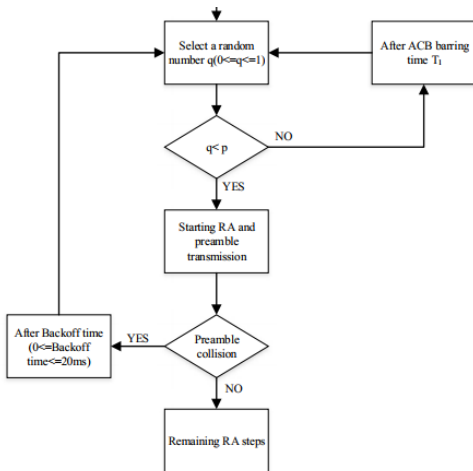 Select a random
number q(0<=q<=1)
After ACB barring
time T₁
q< p
NO
YES
Starting RA and
preamble
transmission
After Backoff time
(0<=Backoff
time<=20ms)
YES
Preamble
collision
NO
Remaining RA steps